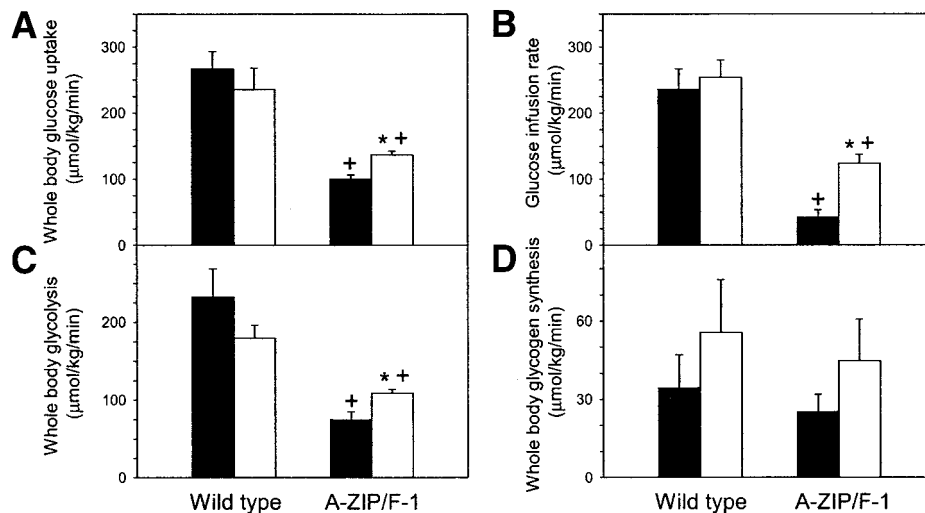 A
Whole body glucose uptake
(μmol/kg/min)
300
200
100
0
+
* +
B
Glucose infusion rate
(μmol/kg/min)
300
200
100
0
+
* +
C
Whole body glycolysis
(μmol/kg/min)
200
100
0
+
* +
Wild type
A-ZIP/F-1
D
Whole body glycogen synthesis
(μmol/kg/min)
60
30
0
Wild type
A-ZIP/F-1